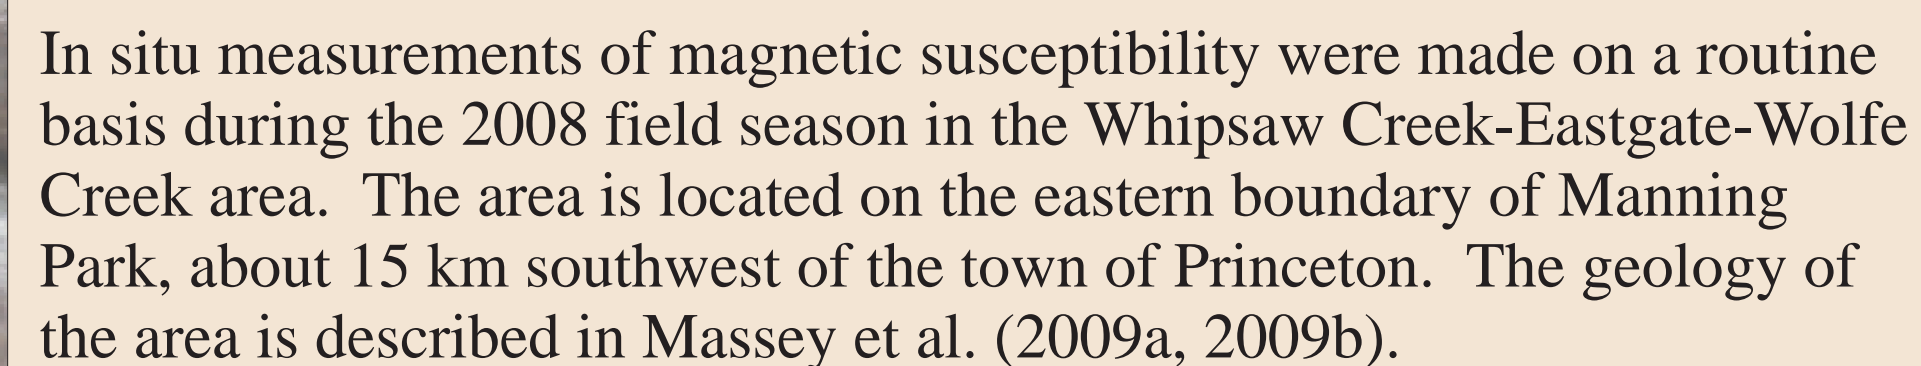 In situ measurements of magnetic susceptibility were made on a routine
basis during the 2008 field season in the Whipsaw Creek-Eastgate-Wolfe
Creek area.  The area is located on the eastern boundary of Manning
Park, about 15 km southwest of the town of Princeton.  The geology of
the area is described in Massey et al. (2009a, 2009b).